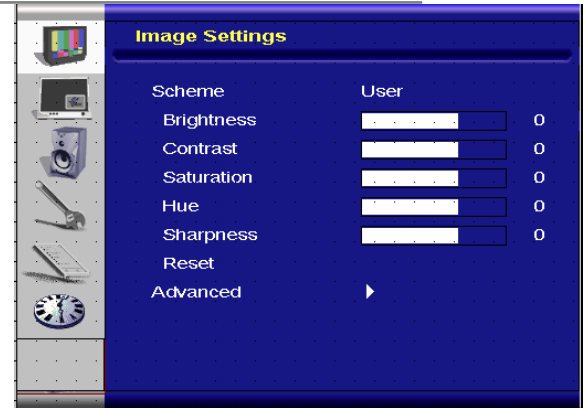 Image Settings
Scheme User
Brightness 0
Contrast 0
Saturation 0
Hue 0
Sharpness 0
Reset
Advanced